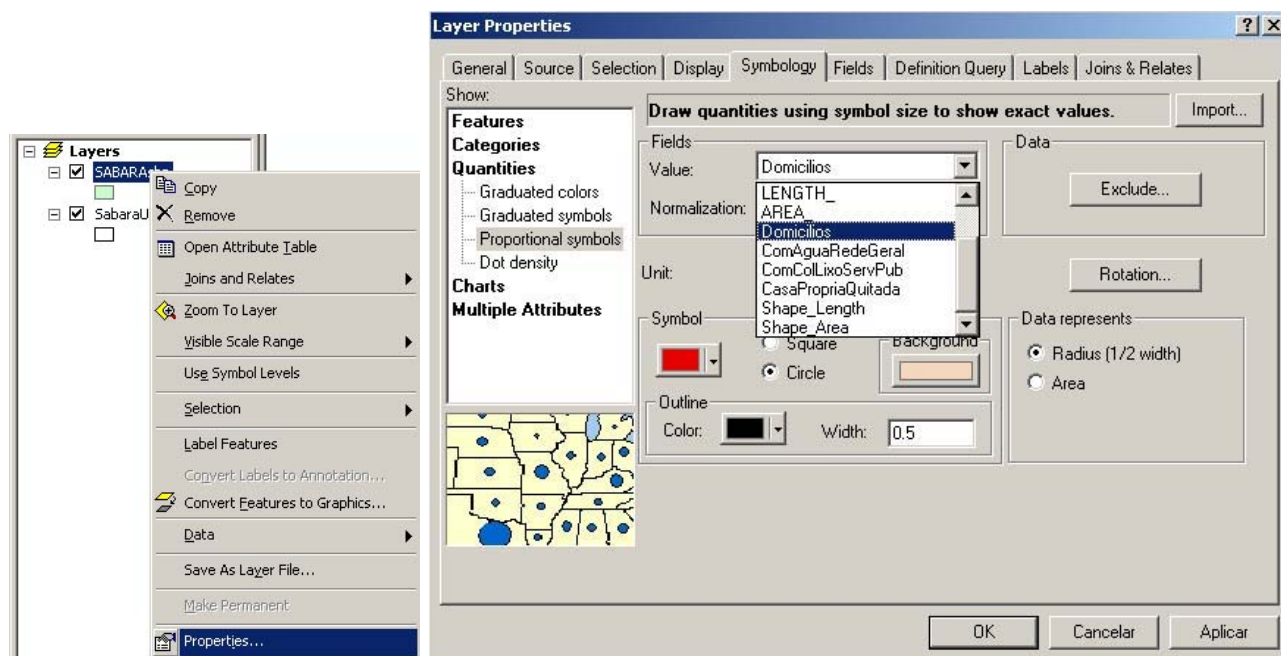 Layers
SABARA
SabaraU
Copy
Remove
Open Attribute Table
Joins and Relates
Zoom To Layer
Visible Scale Range
Use Symbol Levels
Selection
Label Features
Convert Labels to Annotation...
Convert Features to Graphics...
Data
Save As Layer File...
Make Permanent
Properties...
Layer Properties
General Source Selection Display Symbology Fields Definition Query Labels Joins & Relates
Show:
Features
Categories
Quantities
Graduated colors
Graduated symbols
Proportional symbols
Dot density
Charts
Multiple Attributes
Draw quantities using symbol size to show exact values.
Import...
Fields
Value: Domicilios
Normalization:
LENGTH_
AREA_
Domicilios
ComAguaRedeGeral
ComColLixoServPub
CasaPropriaQuitada
Shape_Length
Shape_Area
Unit:
Data
Exclude...
Rotation...
Symbol
Square
Circle
Background
Outline
Color:
Width: 0.5
Data represents
Radius (1/2 width)
Area
OK
Cancelar
Aplicar